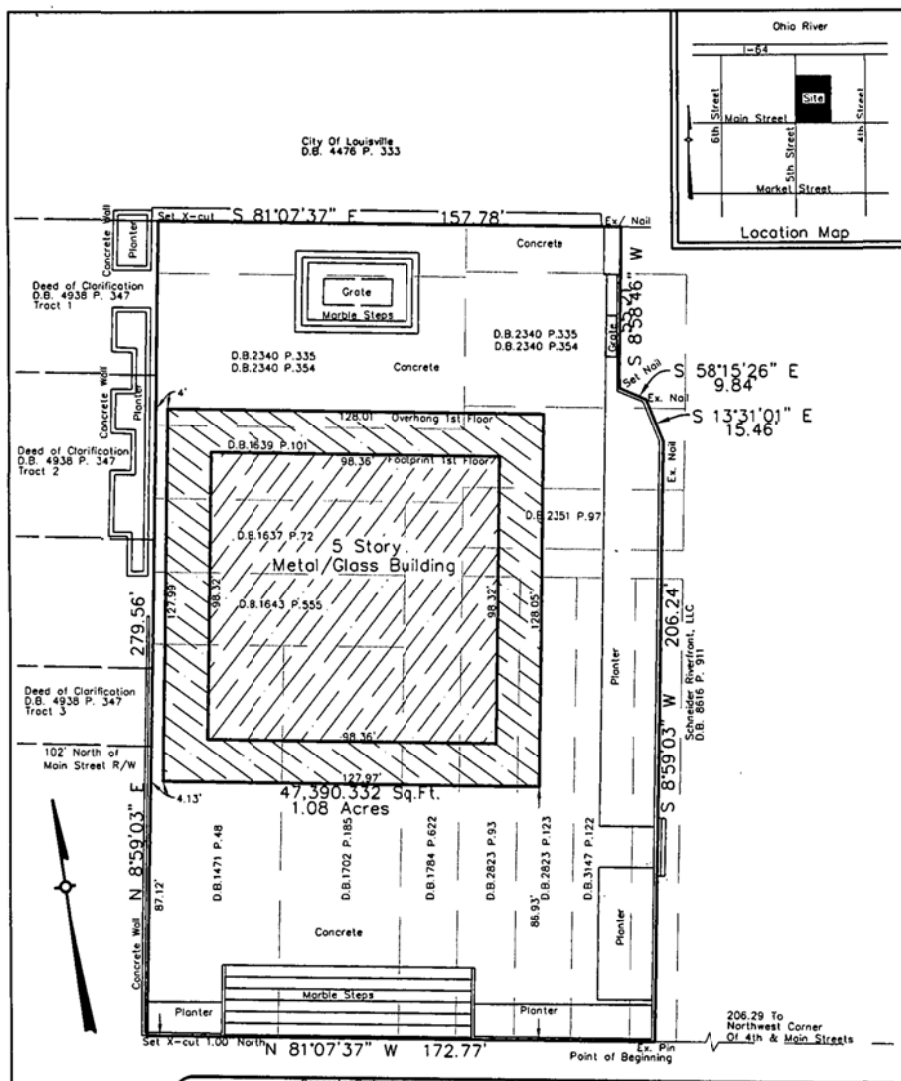 Ohio River
I-64
Site
6th Street
Main Street
5th Street
4th Street
Market Street
Location Map
City Of Louisville
D.B. 4476 P. 333
Set X-cut
S 81°07'37" E
157.78'
Ex/ Nail
Concrete Wall
Planter
Concrete
Grate
Marble Steps
S 8°58'46" W
Deed of Clarification
D.B. 4938 P. 347
Tract 1
D.B.2340 P.335
D.B.2340 P.354
D.B.2340 P.335
D.B.2340 P.354
Grate
Concrete
Set Nail
S 58°15'26" E
9.84'
Ex. Nail
S 13°31'01" E
15.46'
4'
Concrete Wall
Planter
128.01
Overhang 1st Floor
D.B.1639 P.101
98.36'
Footprint 1st Floor
Ex. Nail
Deed of Clarification
D.B. 4938 P. 347
Tract 2
D.B.2351 P.97
D.B.1637 P.72
5 Story
Metal/Glass Building
D.B.1643 P.555
279.56'
127.99'
98.32'
98.32'
128.05'
206.24'
Schneider Riverfront, LLC
D.B. 8616 P. 911
Planter
Deed of Clarification
D.B. 4938 P. 347
Tract 3
98.36'
102' North of
Main Street R/W
127.97'
S 8°59'03" W
47,390.332 Sq.Ft.
1.08 Acres
4.13'
N 8°59'03" E
87.12'
D.B.1471 P.48
D.B.1702 P.185
D.B.1784 P.622
D.B.2823 P.93
D.B.2823 P.123
D.B.3147 P.122
86.93'
Concrete
Planter
Concrete Wall
Marble Steps
Planter
Planter
206.29 To
Northwest Corner
Of 4th & Main Streets
Set X-cut 1.00' North
N 81°07'37" W
172.77'
Ex. Pin
Point of Beginning